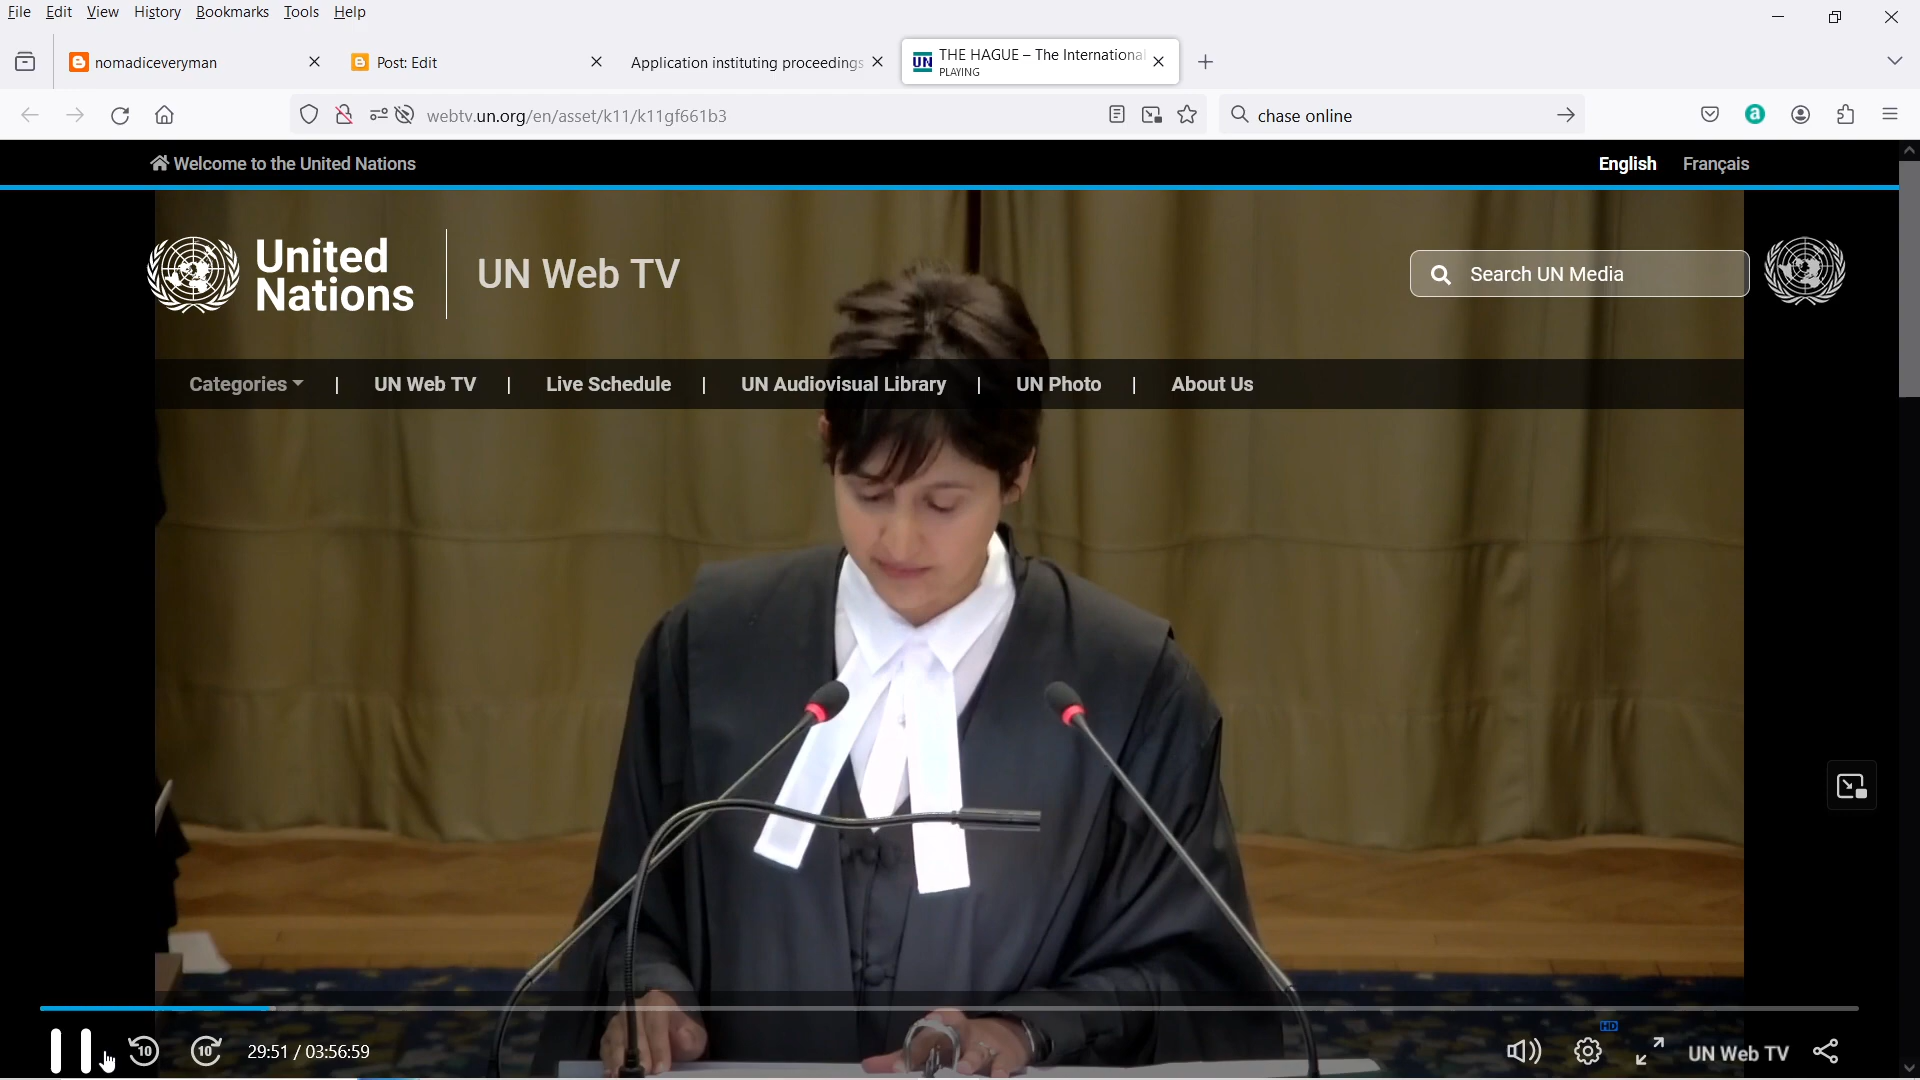 File Edit View History Bookmarks Tools Help
nomadiceveryman
Post: Edit
Application instituting proceedings
THE HAGUE – The International
PLAYING
webtv.un.org/en/asset/k11/k11gf661b3
chase online
Welcome to the United Nations
English Français
United
Nations
UN Web TV
Search UN Media
Categories | UN Web TV | Live Schedule | UN Audiovisual Library | UN Photo | About Us
10 10 29:51 / 03:56:59
HD
UN Web TV